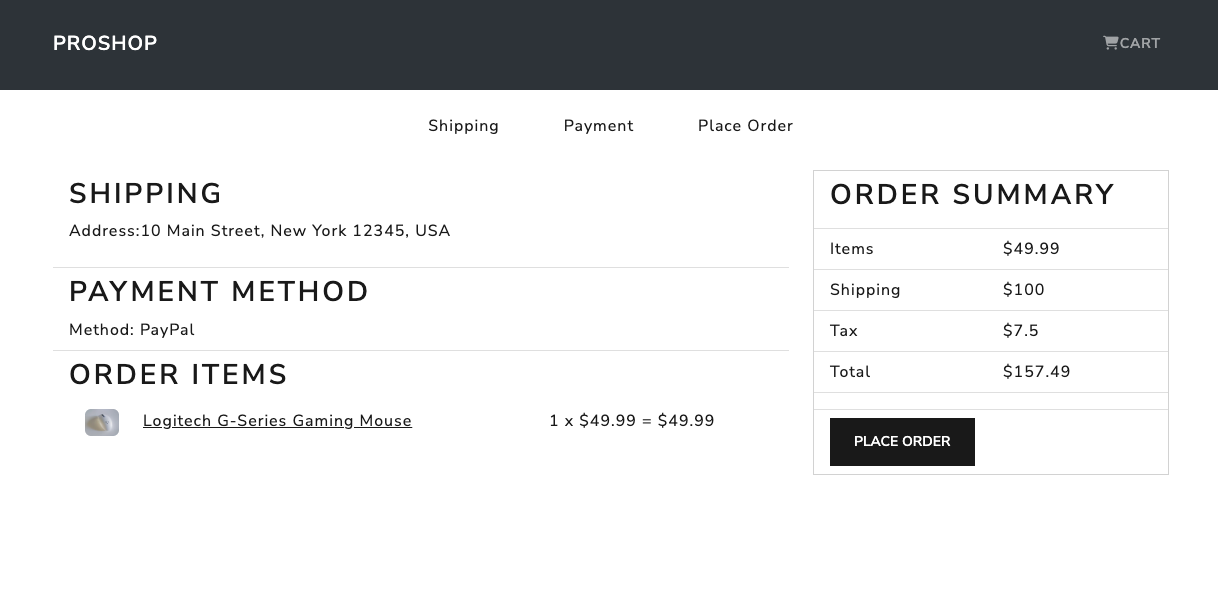 PROSHOP
CART
Shipping Payment Place Order
SHIPPING
Address:10 Main Street, New York 12345, USA
PAYMENT METHOD
Method: PayPal
ORDER ITEMS
Logitech G-Series Gaming Mouse 1 x $49.99 = $49.99
ORDER SUMMARY
Items $49.99
Shipping $100
Tax $7.5
Total $157.49
PLACE ORDER